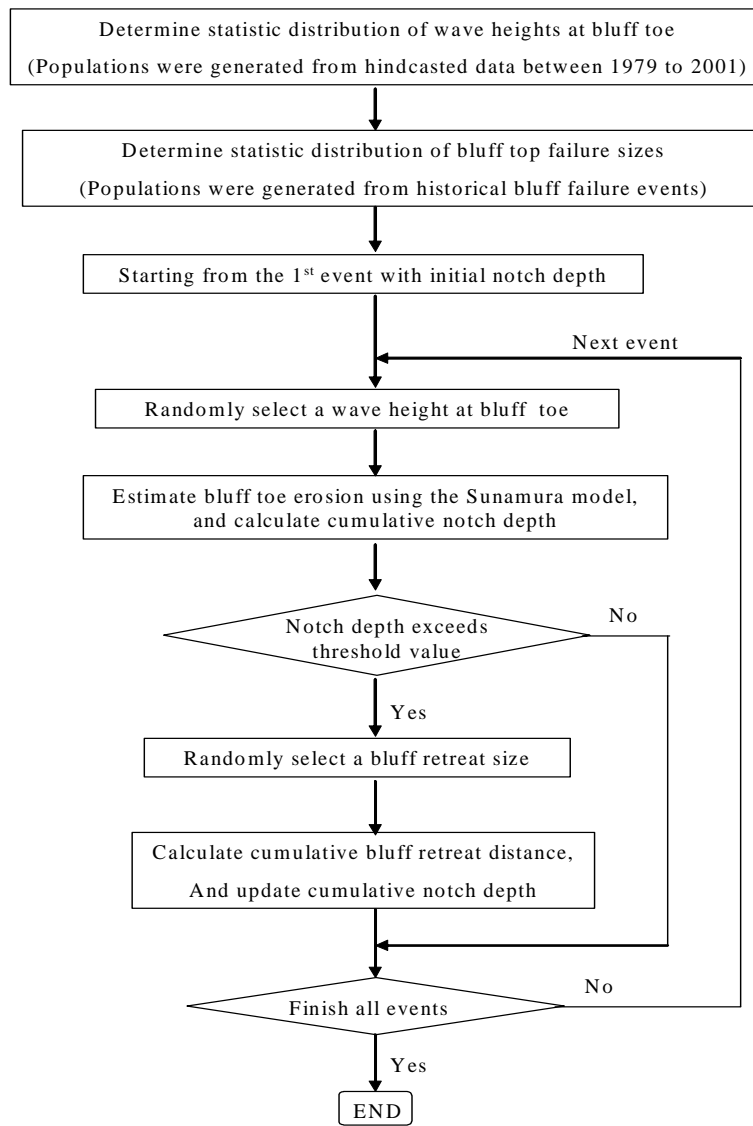 Determine statistic distribution of wave heights at bluff toe
(Populations were generated from hindcasted data between 1979 to 2001)
Determine statistic distribution of bluff top failure sizes
(Populations were generated from historical bluff failure events)
Starting from the 1st event with initial notch depth
Next event
Randomly select a wave height at bluff toe
Estimate bluff toe erosion using the Sunamura model,
and calculate cumulative notch depth
No
Notch depth exceeds
threshold value
Yes
Randomly select a bluff retreat size
Calculate cumulative bluff retreat distance,
And update cumulative notch depth
No
Finish all events
Yes
END